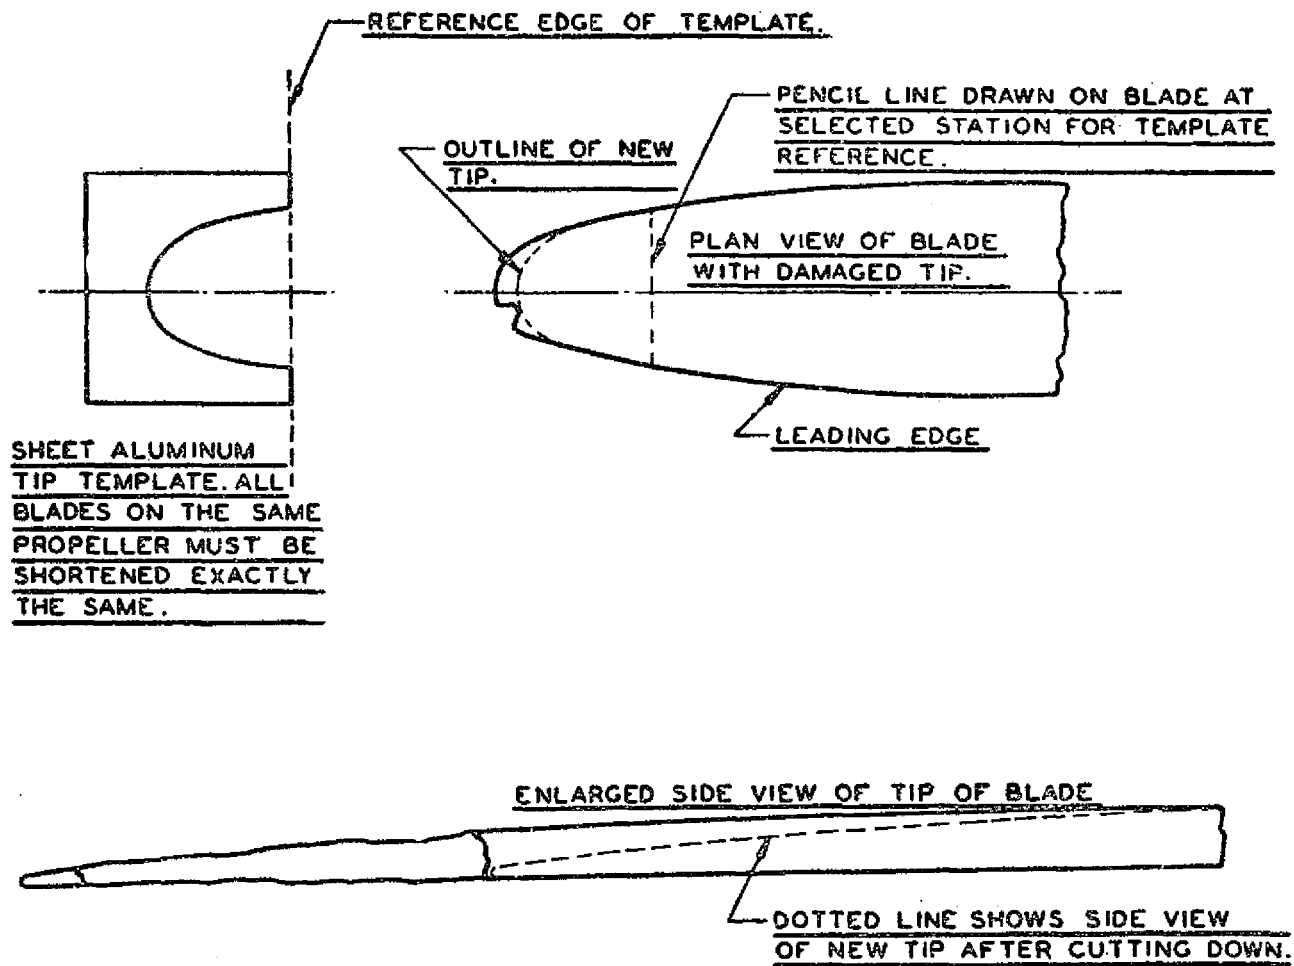 REFERENCE EDGE OF TEMPLATE.
PENCIL LINE DRAWN ON BLADE AT
SELECTED STATION FOR TEMPLATE
REFERENCE.
OUTLINE OF NEW
TIP.
PLAN VIEW OF BLADE
WITH DAMAGED TIP.
LEADING EDGE
SHEET ALUMINUM
TIP TEMPLATE. ALL
BLADES ON THE SAME
PROPELLER MUST BE
SHORTENED EXACTLY
THE SAME.
ENLARGED SIDE VIEW OF TIP OF BLADE
DOTTED LINE SHOWS SIDE VIEW
OF NEW TIP AFTER CUTTING DOWN.